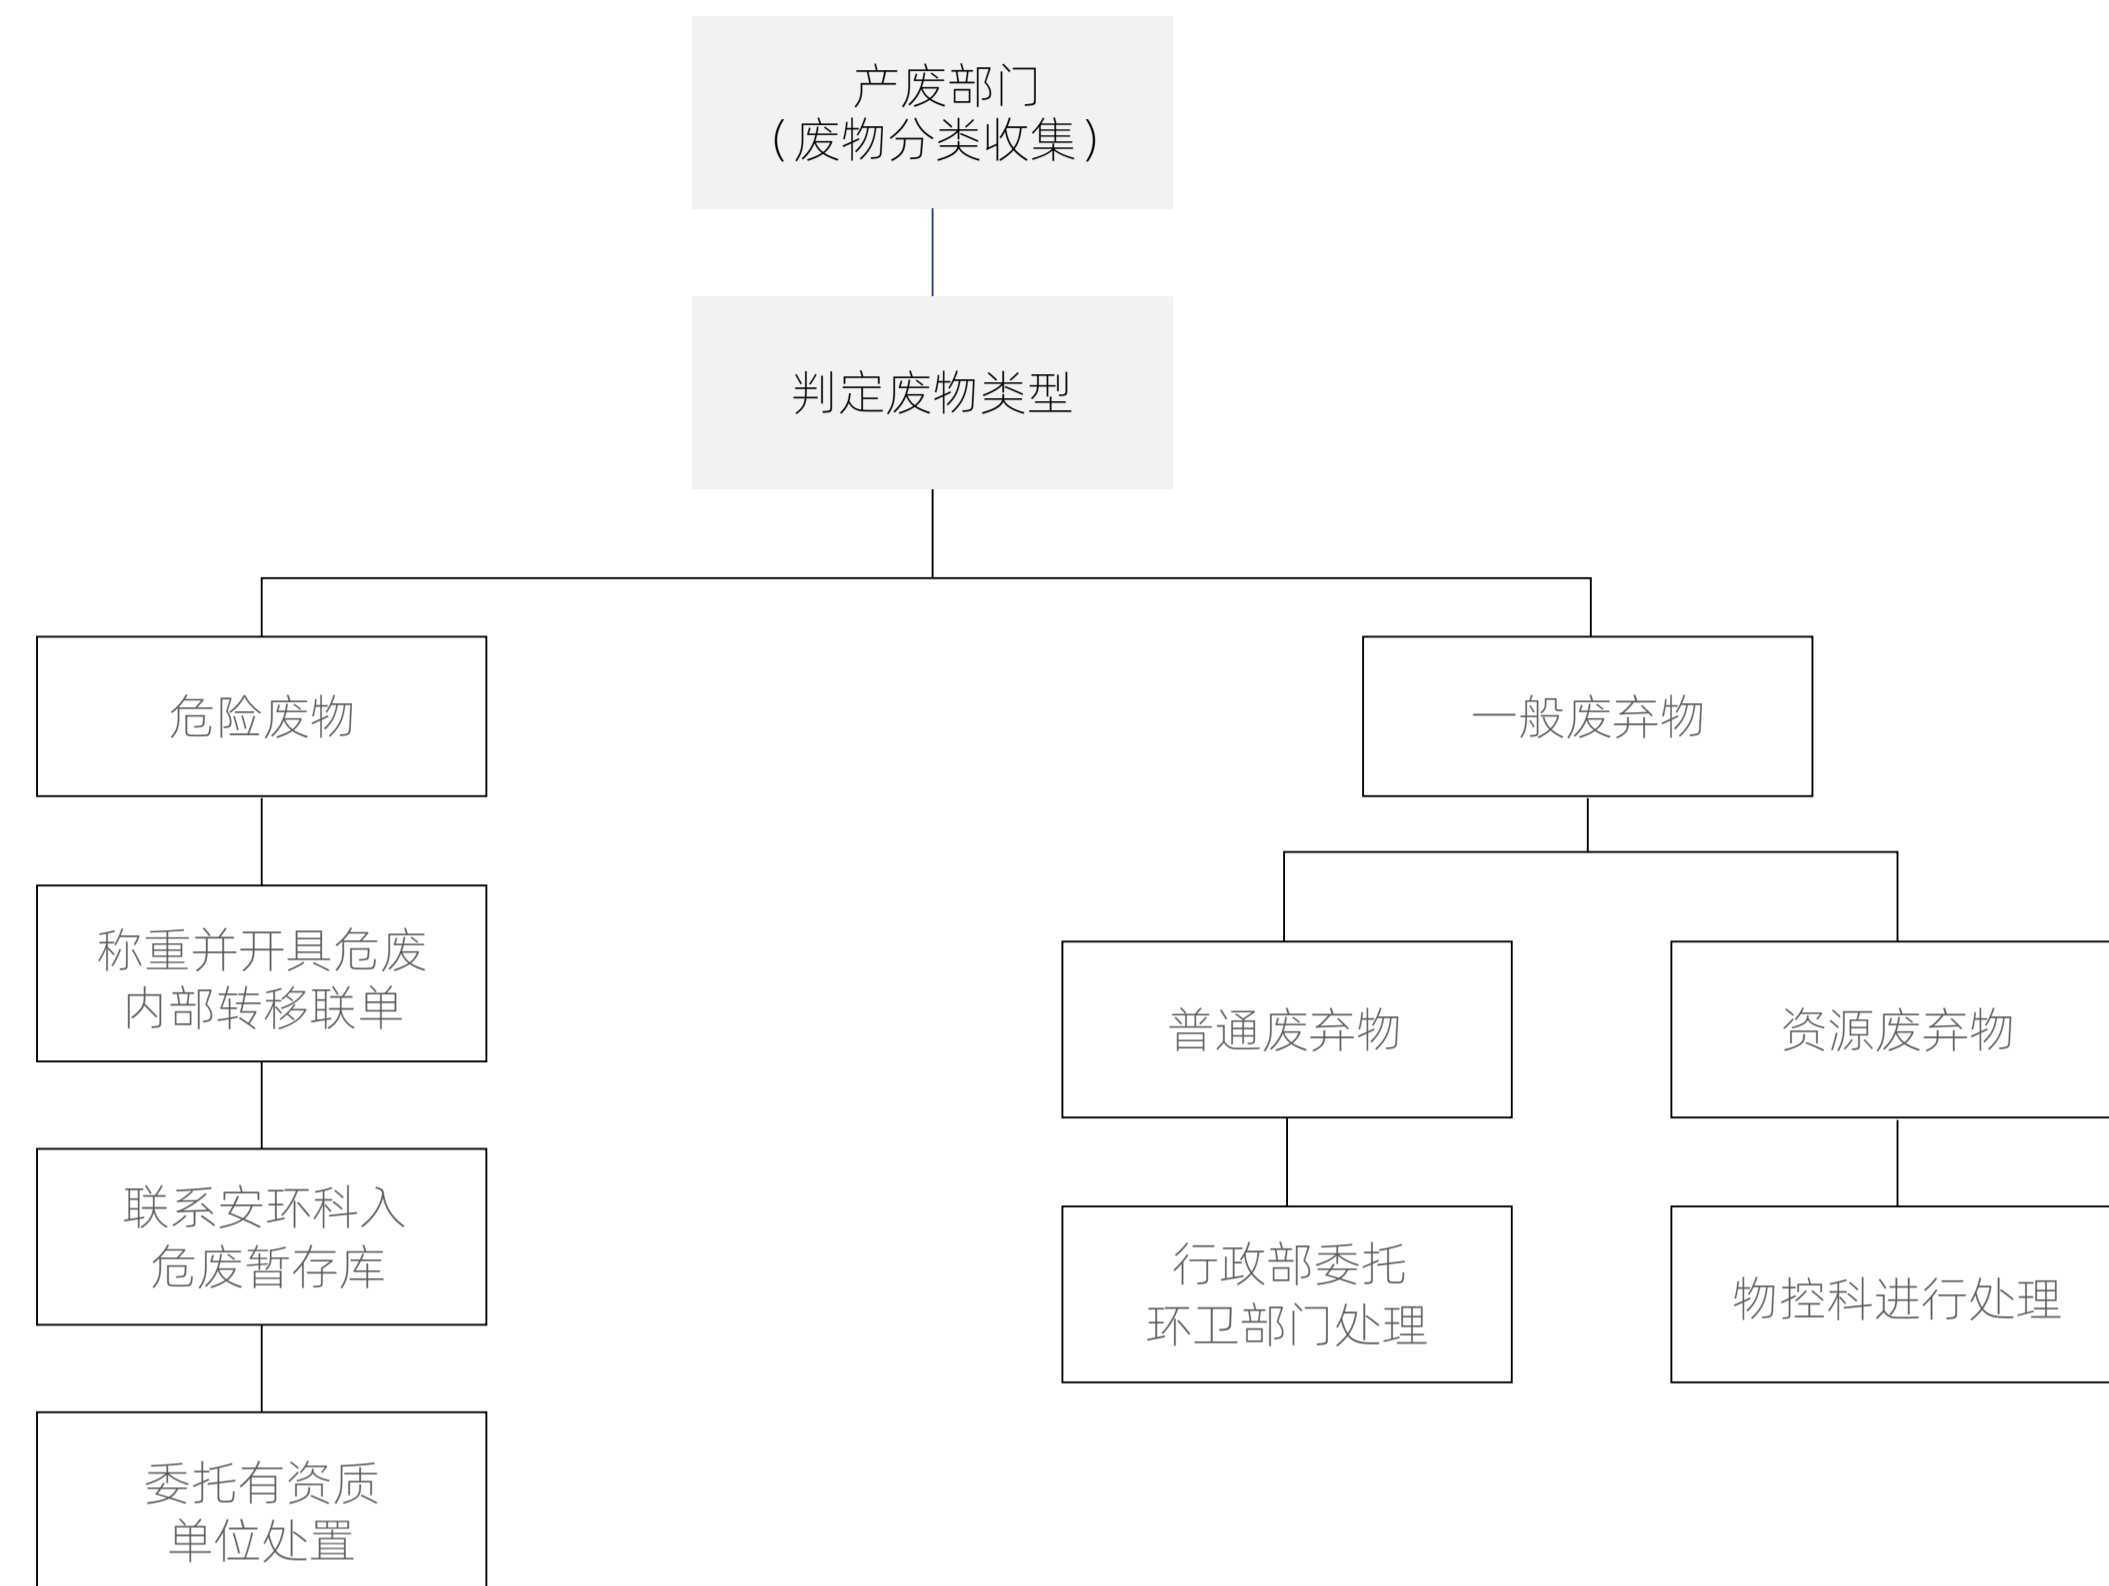 产废部门
（废物分类收集）
判定废物类型
危险废物
一般废弃物
称重并开具危废
内部转移联单
普通废弃物
资源废弃物
联系安环科入
危废暂存库
行政部委托
环卫部门处理
物控科进行处理
委托有资质
单位处置